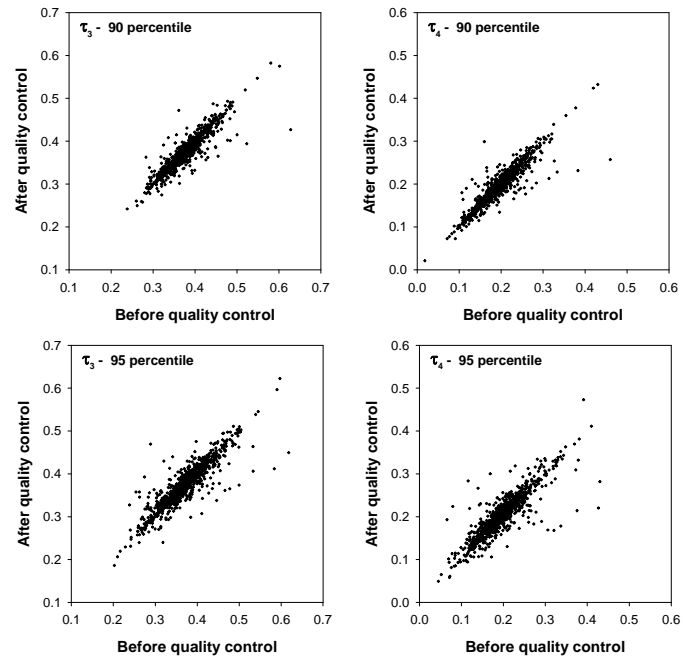 τ3 - 90 percentile
After quality control
0.7
0.6
0.5
0.4
0.3
0.2
0.1
0.1 0.2 0.3 0.4 0.5 0.6 0.7
Before quality control
τ4 - 90 percentile
After quality control
0.6
0.5
0.4
0.3
0.2
0.1
0.0
0.0 0.1 0.2 0.3 0.4 0.5 0.6
Before quality control
τ3 - 95 percentile
After quality control
0.7
0.6
0.5
0.4
0.3
0.2
0.1
0.1 0.2 0.3 0.4 0.5 0.6 0.7
Before quality control
τ4 - 95 percentile
After quality control
0.6
0.5
0.4
0.3
0.2
0.1
0.0
0.0 0.1 0.2 0.3 0.4 0.5 0.6
Before quality control